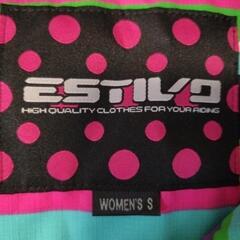 ESTIVO
HIGH QUALITY CLOTHES FOR YOUR RIDING
WOMEN'S S